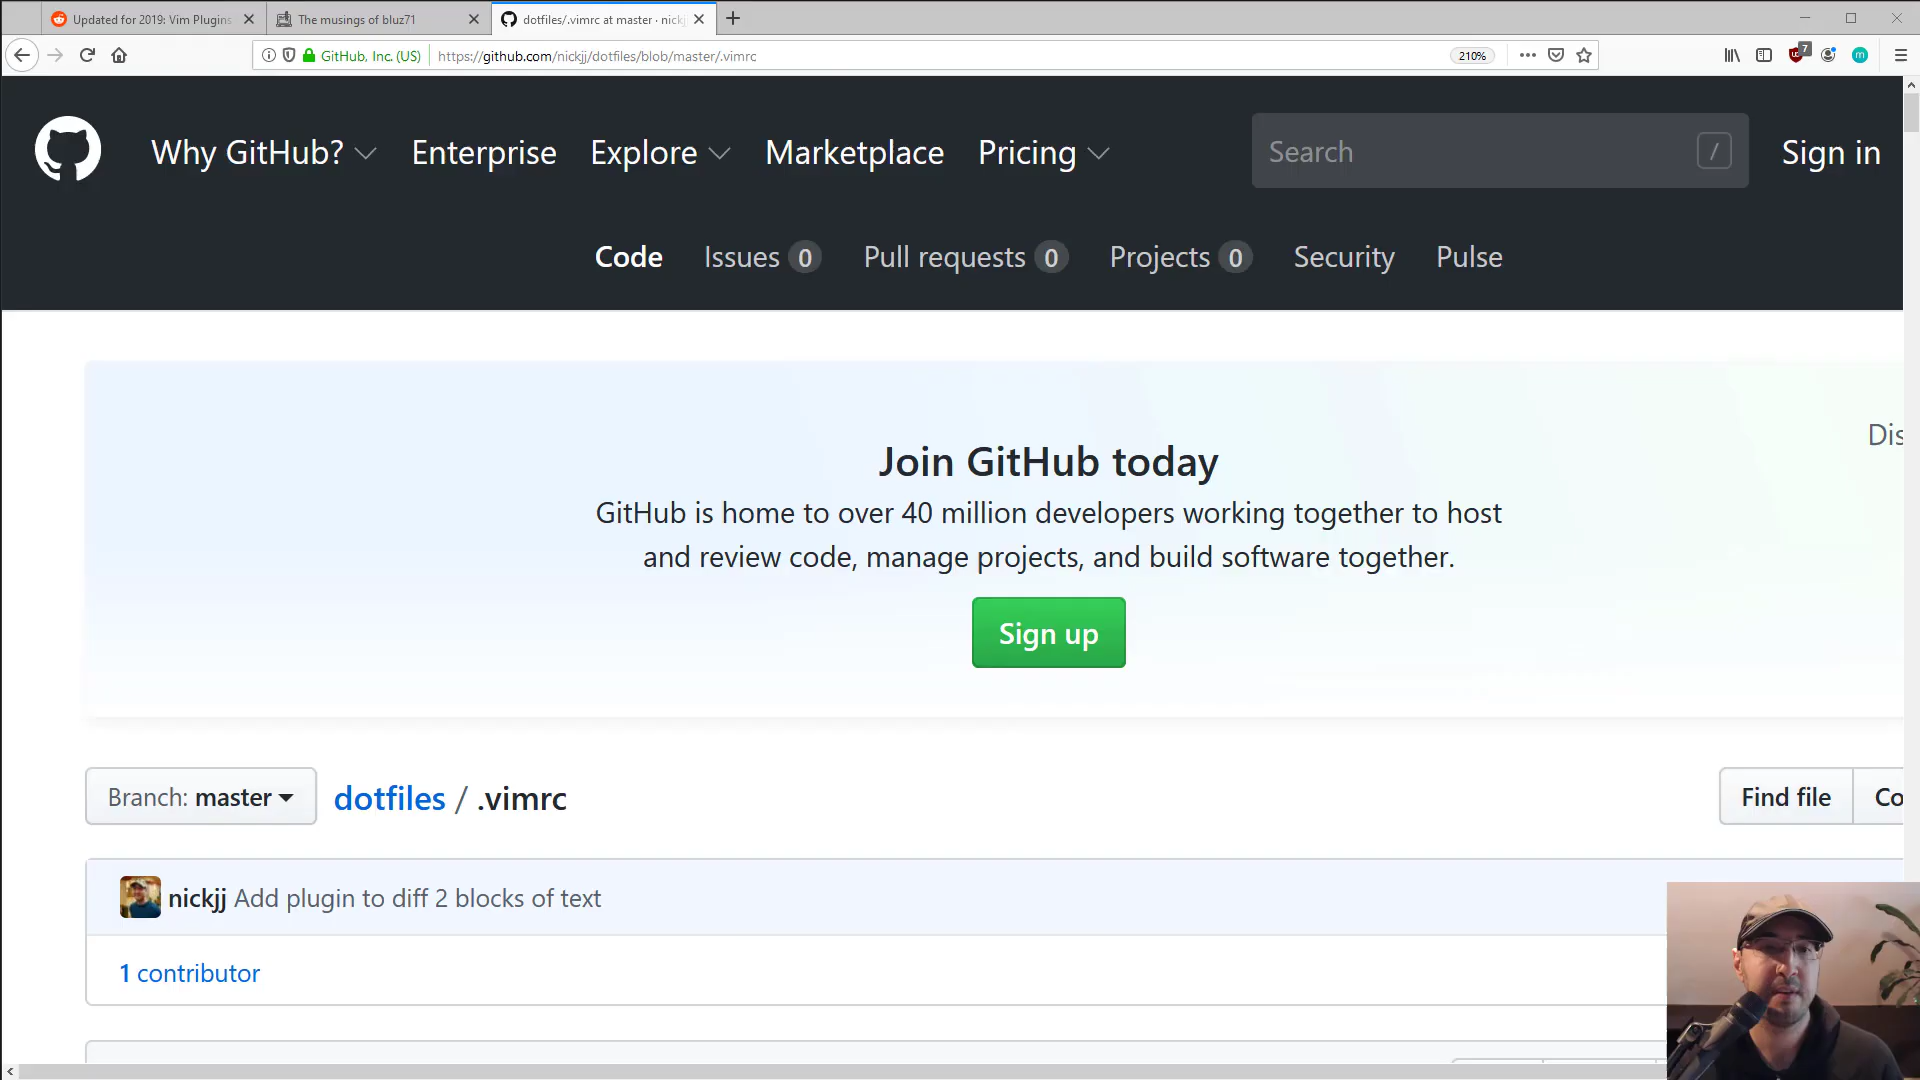 Updated for 2019: Vim Plugins
The musings of bluz71
dotfiles/.vimrc at master · nickjj
GitHub, Inc. (US)
https://github.com/nickjj/dotfiles/blob/master/.vimrc
210%
7
m
Why GitHub?
Enterprise
Explore
Marketplace
Pricing
Search
/
Sign in
Code
Issues 0
Pull requests 0
Projects 0
Security
Pulse
Dis
Join GitHub today
GitHub is home to over 40 million developers working together to host
and review code, manage projects, and build software together.
Sign up
Branch: master
dotfiles / .vimrc
Find file
Co
nickjj Add plugin to diff 2 blocks of text
1 contributor